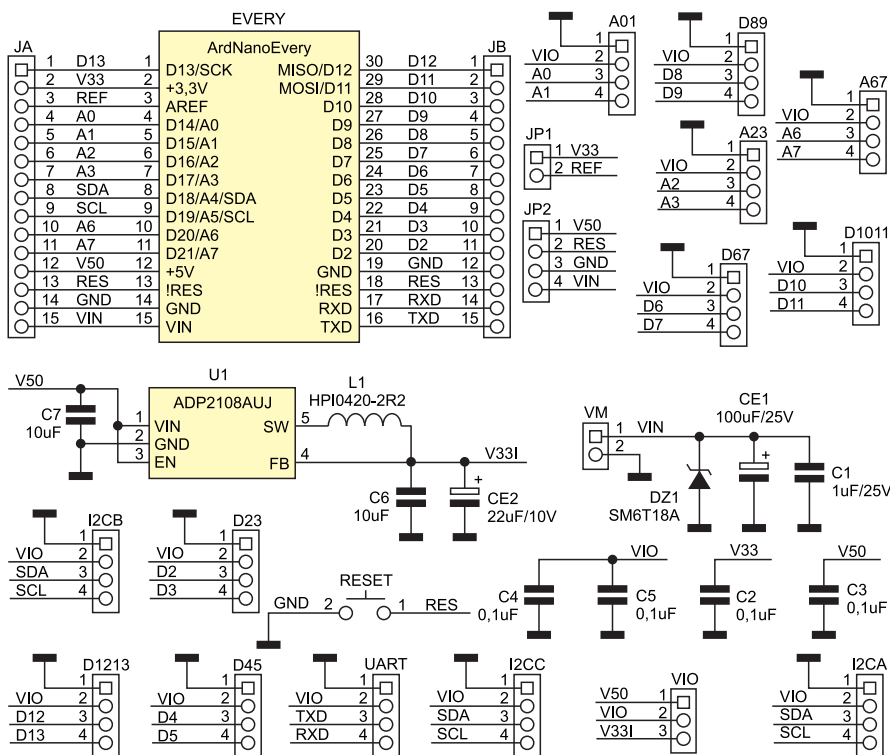 EVERY
ArdNanoEvery
JA
JB
1 D13 1 D13/SCK MISO/D12 30 D12 1
2 V33 2 +3,3V MOSI/D11 29 D11 2
3 REF 3 AREF D10 28 D10 3
4 A0 4 D14/A0 D9 27 D9 4
5 A1 5 D15/A1 D8 26 D8 5
6 A2 6 D16/A2 D7 25 D7 6
7 A3 7 D17/A3 D6 24 D6 7
8 SDA 8 D18/A4/SDA D5 23 D5 8
9 SCL 9 D19/A5/SCL D4 22 D4 9
10 A6 10 D20/A6 D3 21 D3 10
11 A7 11 D21/A7 D2 20 D2 11
12 V50 12 +5V GND 19 GND 12
13 RES 13 !RES !RES 18 RES 13
14 GND 14 GND RXD 17 RXD 14
15 VIN 15 VIN TXD 16 TXD 15
A01
1
VIO 2
A0 3
A1 4
D89
1
VIO 2
D8 3
D9 4
A67
1
VIO 2
A6 3
A7 4
JP1
1 V33
2 REF
A23
1
VIO 2
A2 3
A3 4
JP2
1 V50
2 RES
3 GND
4 VIN
D67
1
VIO 2
D6 3
D7 4
D1011
1
VIO 2
D10 3
D11 4
V50
C7
10uF
U1
ADP2108AUJ
1 VIN SW 5
2 GND
3 EN FB 4
L1
HPI0420-2R2
V33I
C6
10uF
+
CE2
22uF/10V
VM
1 VIN
2
DZ1
SM6T18A
CE1
100uF/25V
+
C1
1uF/25V
I2CB
1
VIO 2
SDA 3
SCL 4
D23
1
VIO 2
D2 3
D3 4
RESET
GND 2 1 RES
VIO
C4
0,1uF
C5
0,1uF
V33
C2
0,1uF
V50
C3
0,1uF
D1213
1
VIO 2
D12 3
D13 4
D45
1
VIO 2
D4 3
D5 4
UART
1
VIO 2
TXD 3
RXD 4
I2CC
1
VIO 2
SDA 3
SCL 4
VIO
V50 1
VIO 2
V33I 3
I2CA
1
VIO 2
SDA 3
SCL 4